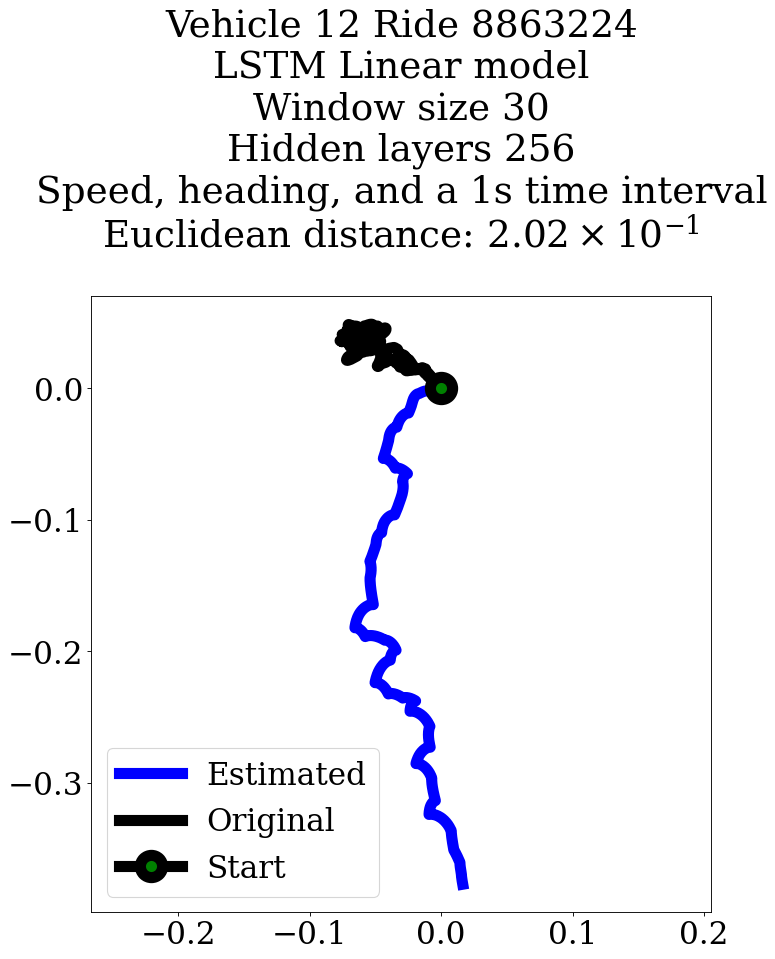 Vehicle 12 Ride 8863224
LSTM Linear model
Window size 30
Hidden layers 256
Speed, heading, and a 1s time interval
Euclidean distance: 2.02 × 10⁻¹
0.0
−0.1
−0.2
−0.3
Estimated
Original
Start
−0.2 −0.1 0.0 0.1 0.2